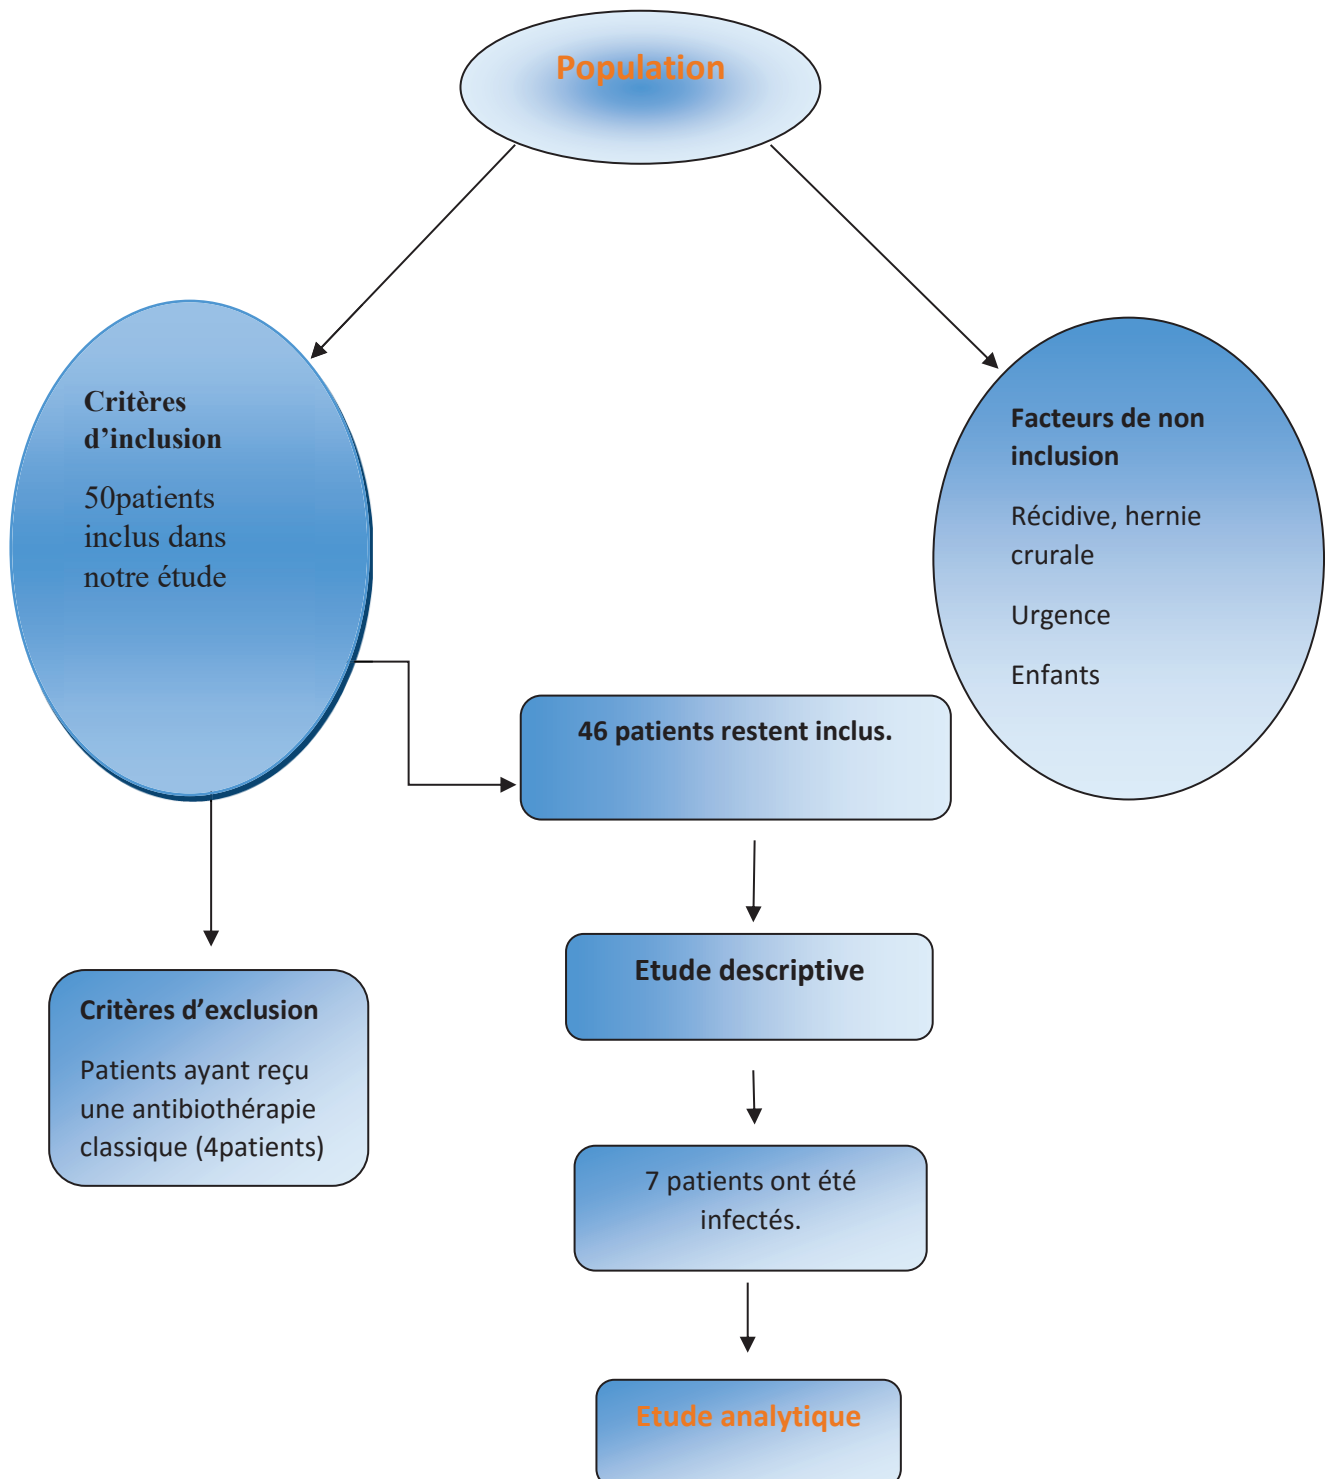 Population
Critères
d’inclusion
50patients
inclus dans
notre étude
Facteurs de non
inclusion
Récidive, hernie
crurale
Urgence
Enfants
46 patients restent inclus.
Etude descriptive
Critères d’exclusion
Patients ayant reçu
une antibiothérapie
classique (4patients)
7 patients ont été
infectés.
Etude analytique